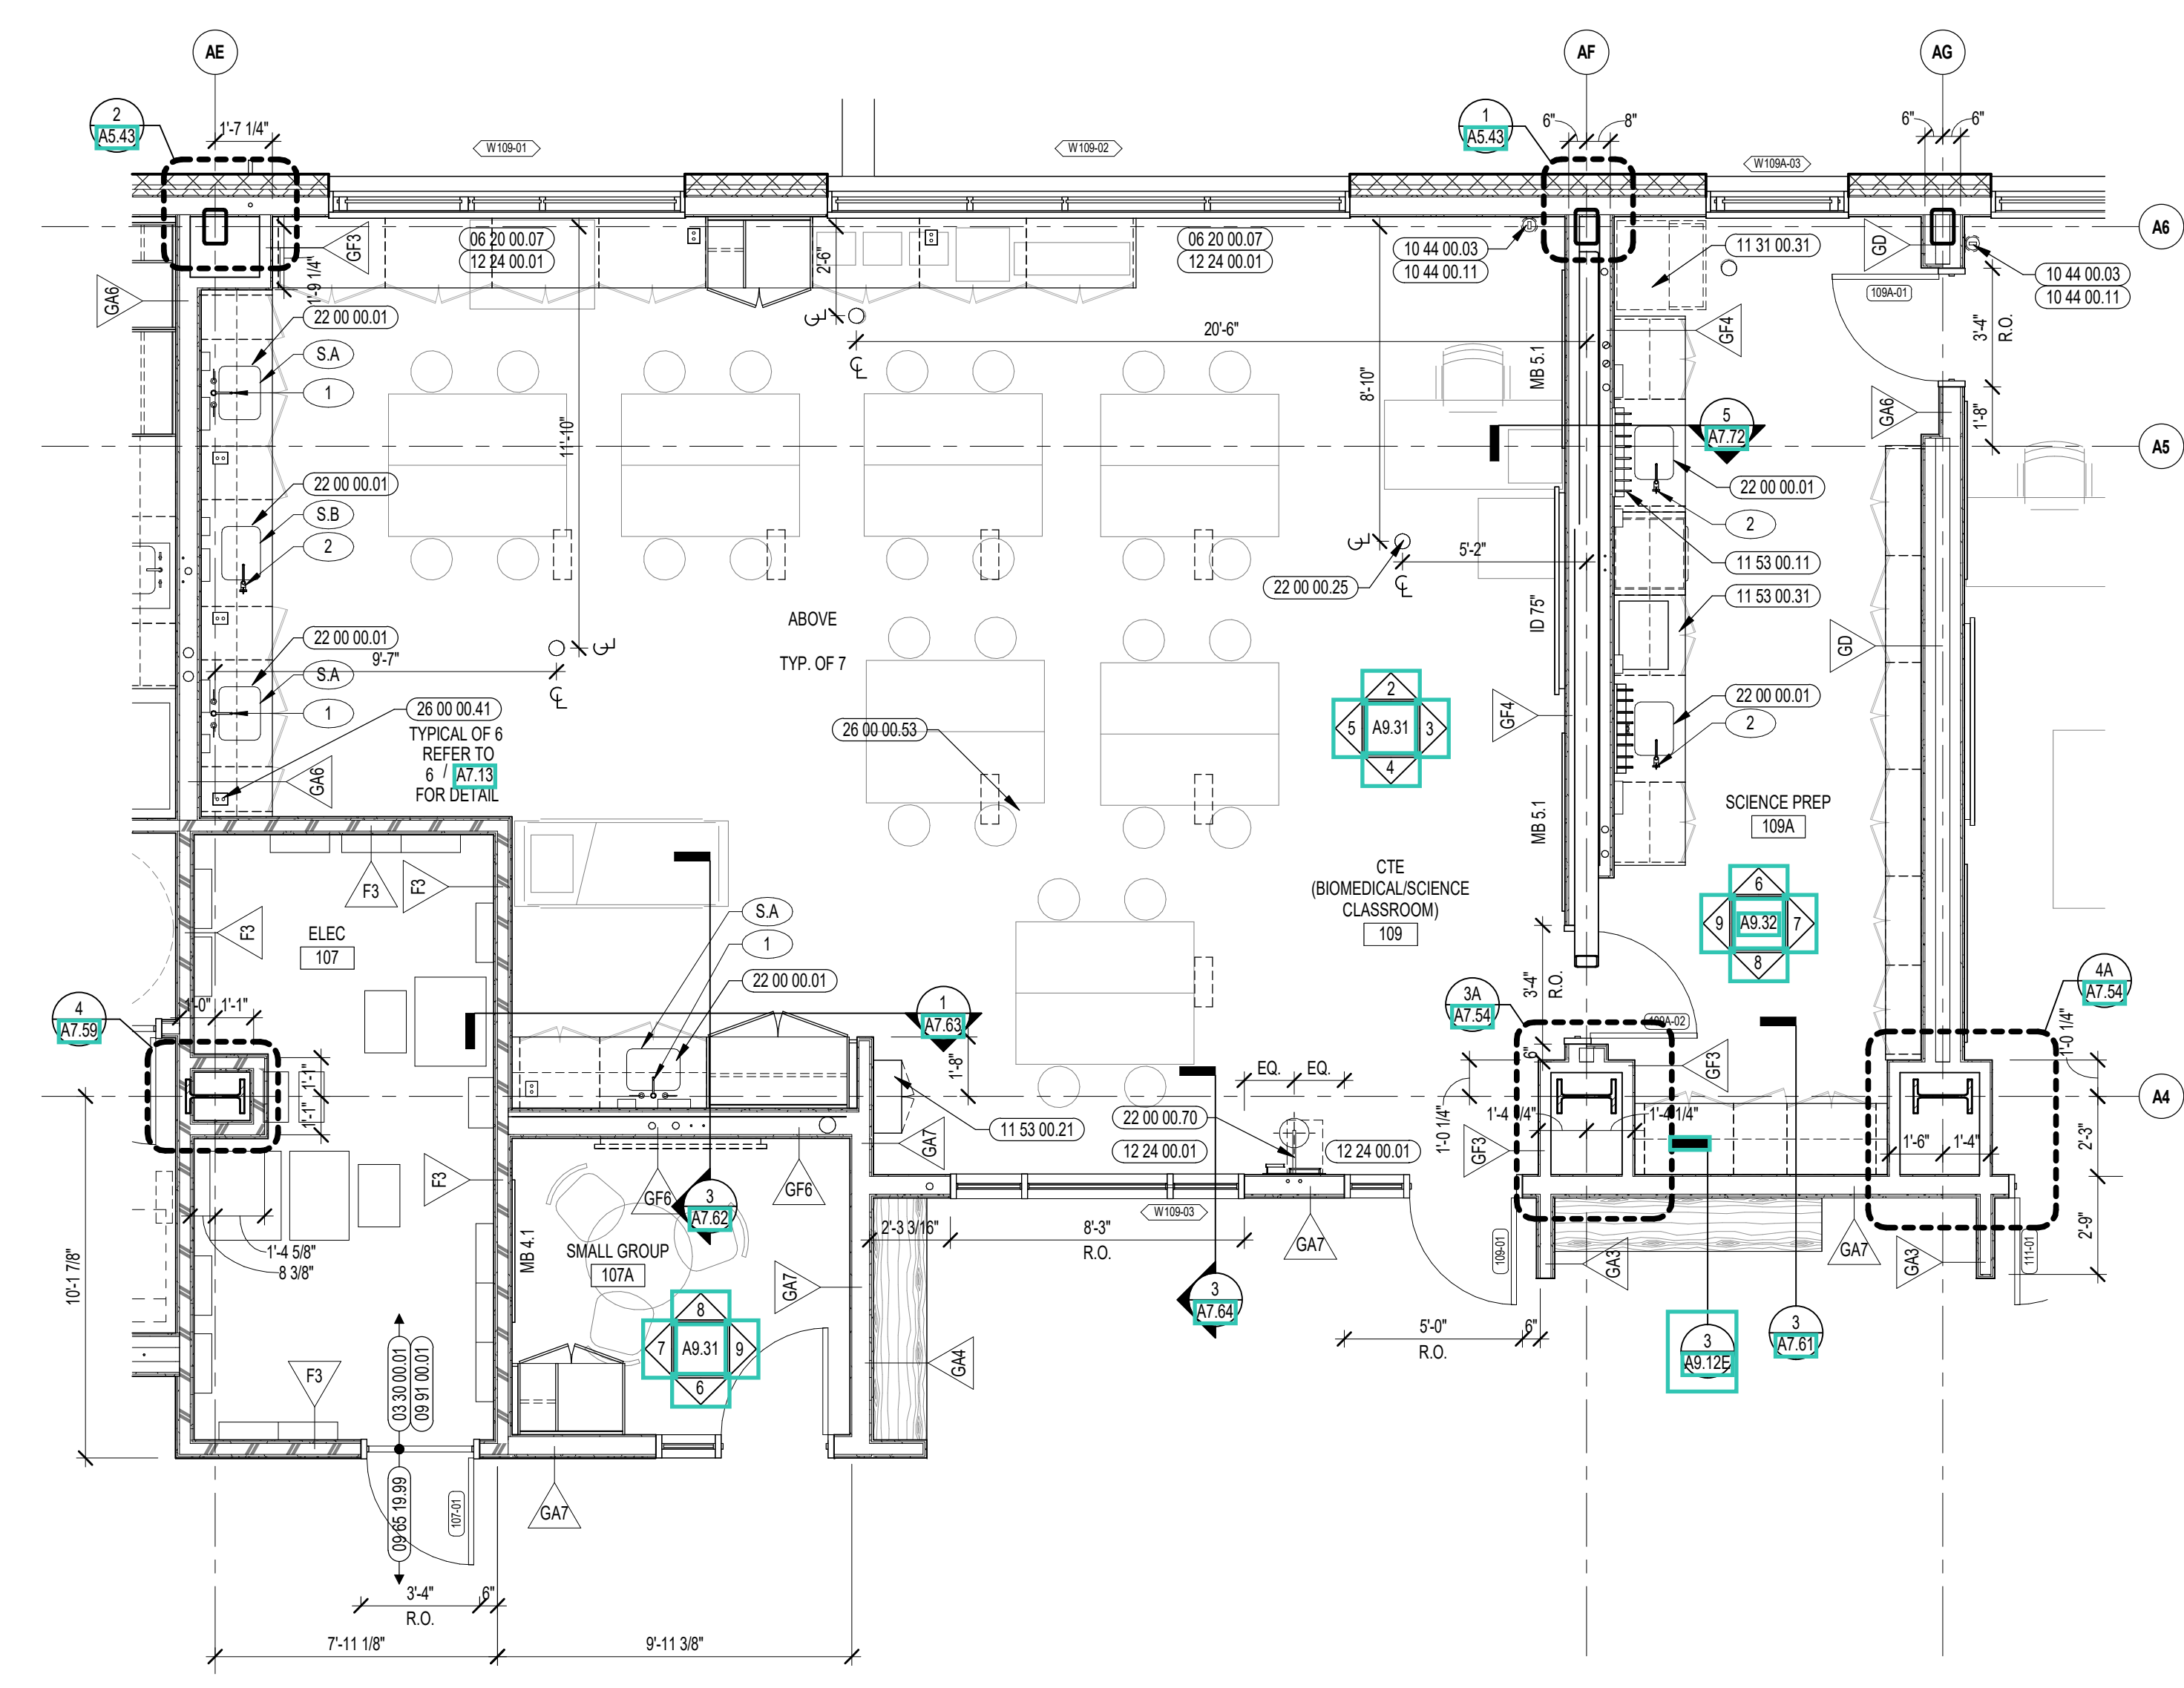 AE
AF
AG
2
A5.43
1'-7 1/4"
W109-01
W109-02
1
A5.43
6"
8"
W109A-03
6"
6"
A6
GF3
06 20 00.07
12 24 00.01
2'-6"
06 20 00.07
12 24 00.01
10 44 00.03
10 44 00.11
11 31 00.31
GD
10 44 00.03
10 44 00.11
109A-01
GA6
1'-9 1/4"
22 00 00.01
S.A
1
CL
CL
20'-6"
8'-10"
MB 5.1
GF4
3'-4"
R.O.
GA6
1'-8"
11'-10"
5
A7.72
A5
22 00 00.01
S.B
2
22 00 00.01
2
CL
5'-2"
CL
22 00 00.25
11 53 00.11
11 53 00.31
ID 75"
ABOVE
TYP. OF 7
22 00 00.01
S.A
1
9'-7"
CL
CL
GD
26 00 00.41
TYPICAL OF 6
REFER TO
6 / A7.13
FOR DETAIL
GA6
26 00 00.53
2
5
A9.31
3
4
GF4
22 00 00.01
2
MB 5.1
SCIENCE PREP
109A
F3
F3
F3
ELEC
107
S.A
1
22 00 00.01
CTE
(BIOMEDICAL/SCIENCE
CLASSROOM)
109
6
9
A9.32
7
8
3'-4"
R.O.
4
A7.59
1'-0"
1'-1"
1
A7.63
3A
A7.54
109A-02
4A
A7.54
1'-0 1/4"
1'-1"
1'-1"
1'-8"
EQ.
EQ.
6"
GF3
A4
11 53 00.21
22 00 00.70
12 24 00.01
12 24 00.01
1'-0 1/4"
1'-4 1/4"
1'-4 1/4"
GF3
1'-6"
1'-4"
2'-3"
GA7
F3
GF6
GF6
3
A7.62
W109-03
2'-3 3/16"
8'-3"
R.O.
GA7
109-01
GA3
GA7
GA3
111-01
2'-9"
1'-4 5/8"
8 3/8"
10'-1 7/8"
MB 4.1
SMALL GROUP
107A
GA7
3
A7.64
8
7
A9.31
9
6
GA4
5'-0"
R.O.
6"
3
A9.12E
3
A7.61
F3
03 30 00.01
09 91 00.01
09 65 19.99
107-01
GA7
3'-4"
R.O.
6"
7'-11 1/8"
9'-11 3/8"